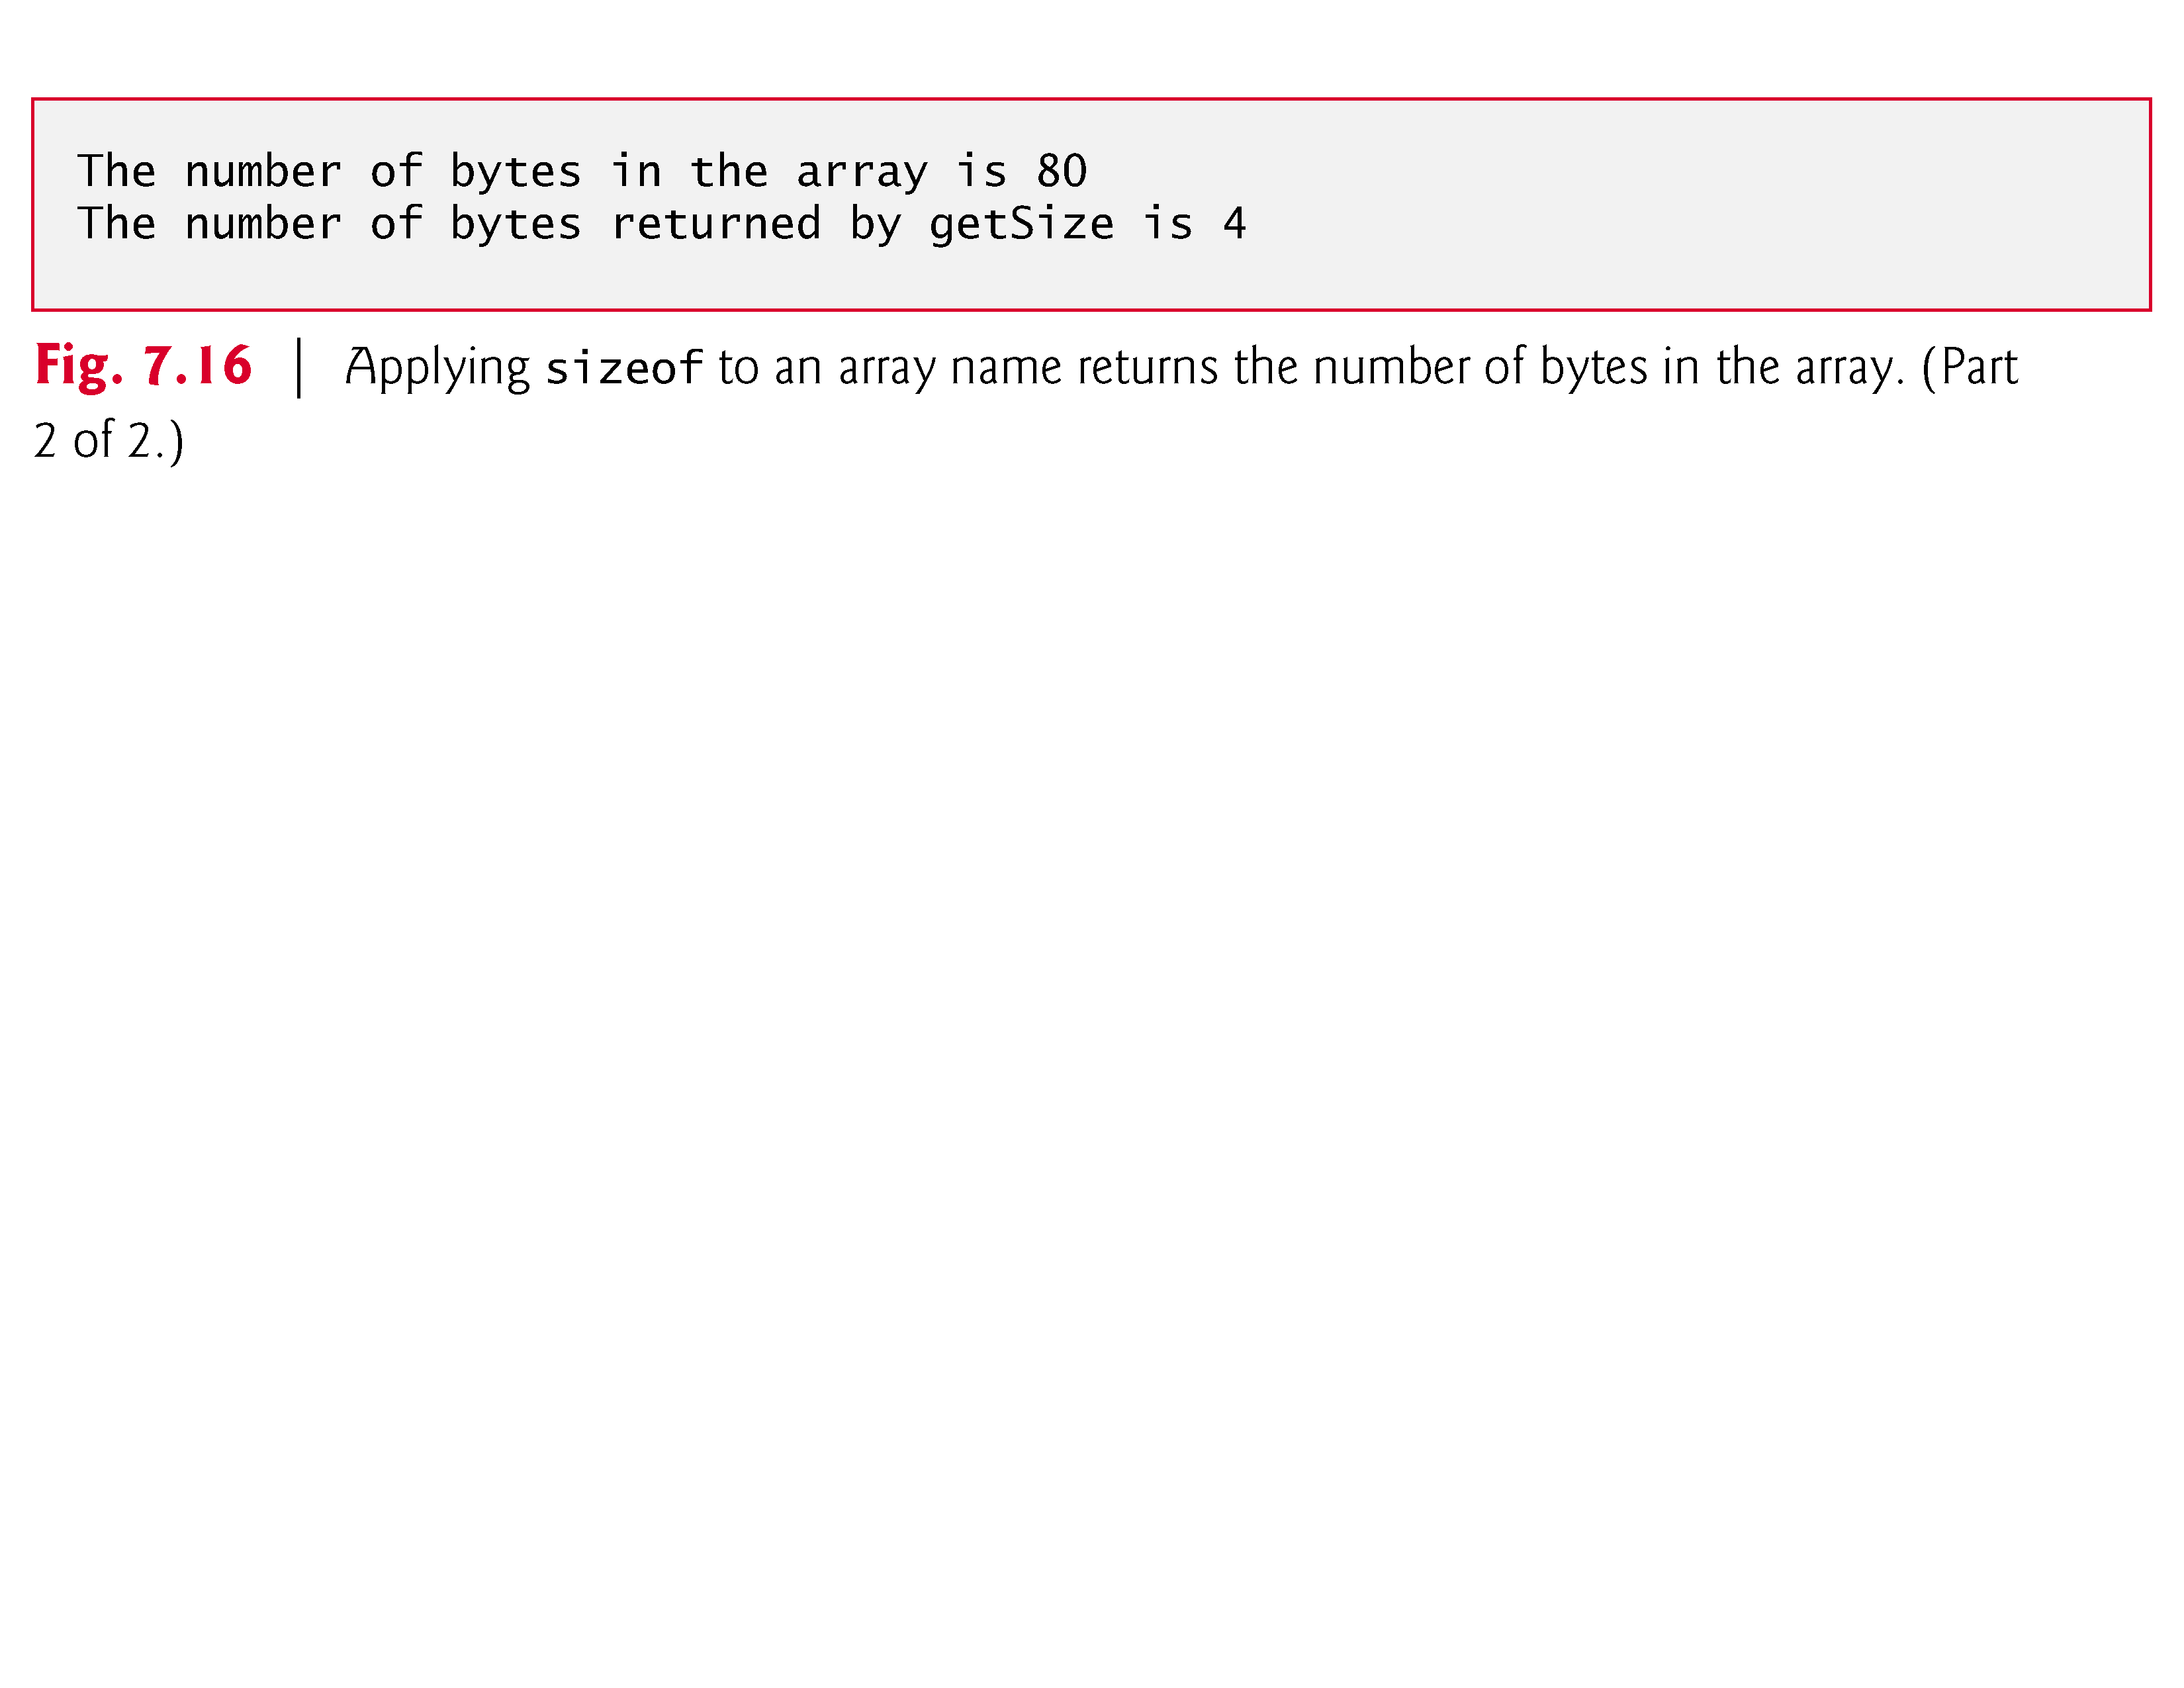 The number of bytes in the array is 80
The number of bytes returned by getSize is 4
Fig. 7.16 | Applying sizeof to an array name returns the number of bytes in the array. (Part
2 of 2.)